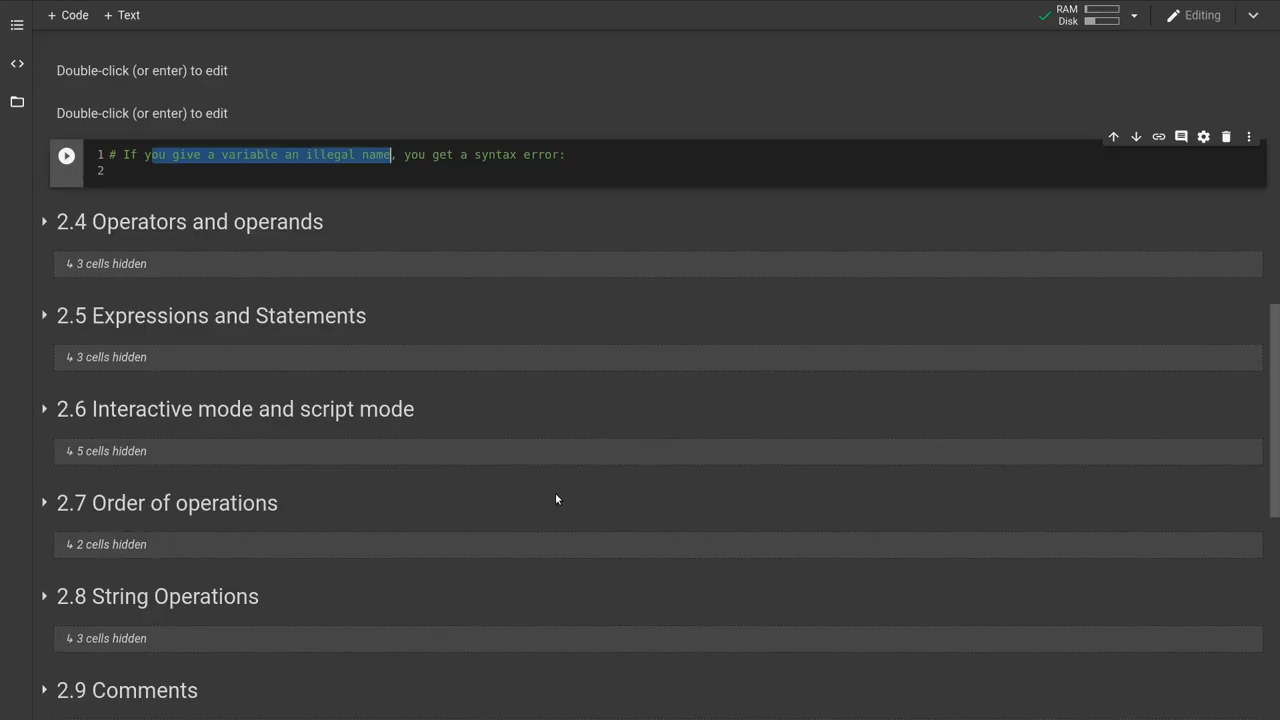 + Code + Text
RAM
Disk
Editing
Double-click (or enter) to edit
Double-click (or enter) to edit
1 # If you give a variable an illegal name, you get a syntax error:
2
2.4 Operators and operands
↳ 3 cells hidden
2.5 Expressions and Statements
↳ 3 cells hidden
2.6 Interactive mode and script mode
↳ 5 cells hidden
2.7 Order of operations
↳ 2 cells hidden
2.8 String Operations
↳ 3 cells hidden
2.9 Comments